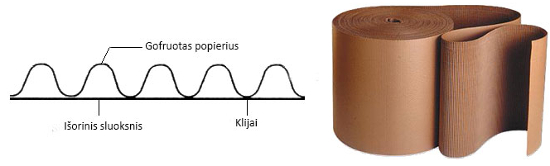 Gofruotas popierius
Išorinis sluoksnis
Klijai